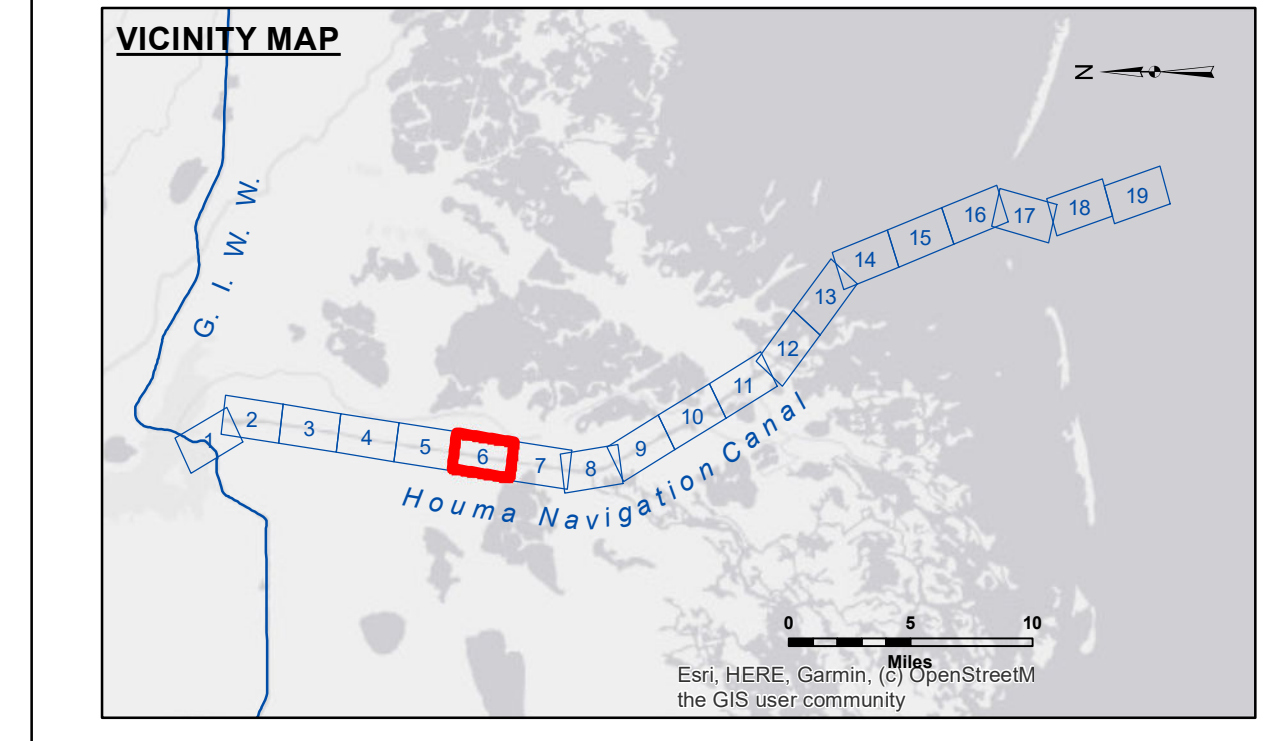 VICINITY MAP
N
G. I. W. W.
1
2
3
4
5
6
7
8
9
10
11
12
13
14
15
16
17
18
19
Houma Navigation Canal
0 5 10
Miles
Esri, HERE, Garmin, (c) OpenStreetM
the GIS user community